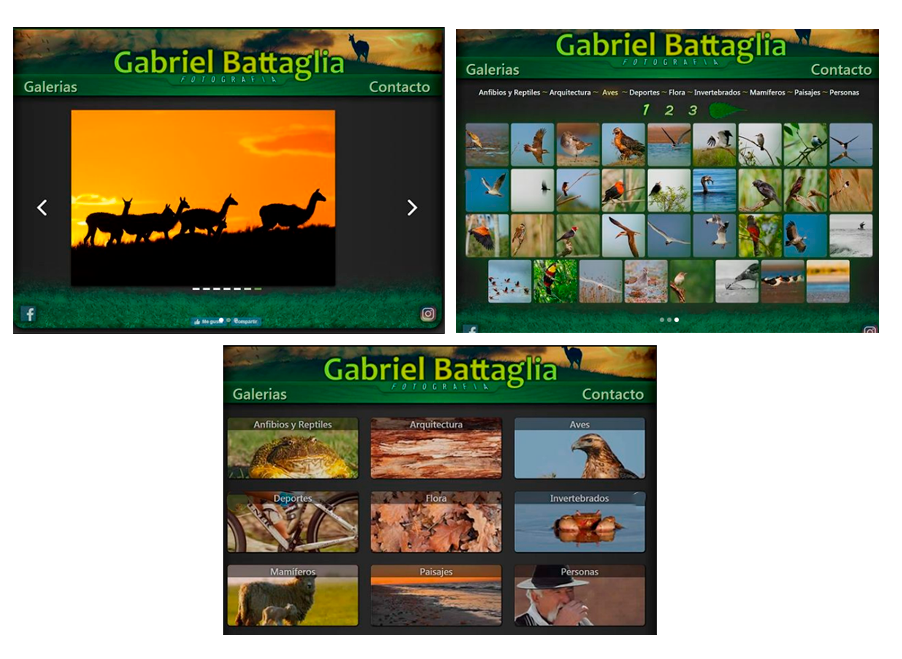 Gabriel Battaglia
FOTOGRAFIA
Galerias
Contacto
Me gusta
Compartir
Gabriel Battaglia
FOTOGRAFIA
Galerias
Contacto
Anfibios y Reptiles ~ Arquitectura ~ Aves ~ Deportes ~ Flora ~ Invertebrados ~ Mamíferos ~ Paisajes ~ Personas
1 2 3
Gabriel Battaglia
FOTOGRAFIA
Galerias
Contacto
Anfibios y Reptiles
Arquitectura
Aves
Deportes
Flora
Invertebrados
Mamíferos
Paisajes
Personas